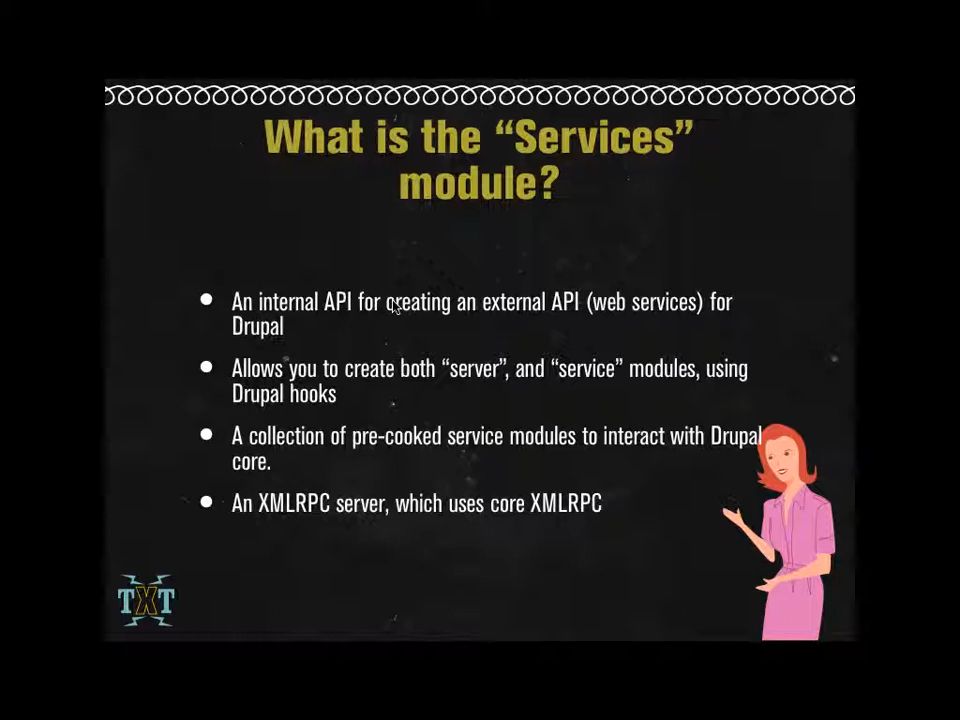 What is the “Services”
module?
An internal API for creating an external API (web services) for
Drupal
Allows you to create both “server”, and “service” modules, using
Drupal hooks
A collection of pre-cooked service modules to interact with Drupal
core.
An XMLRPC server, which uses core XMLRPC
TXT